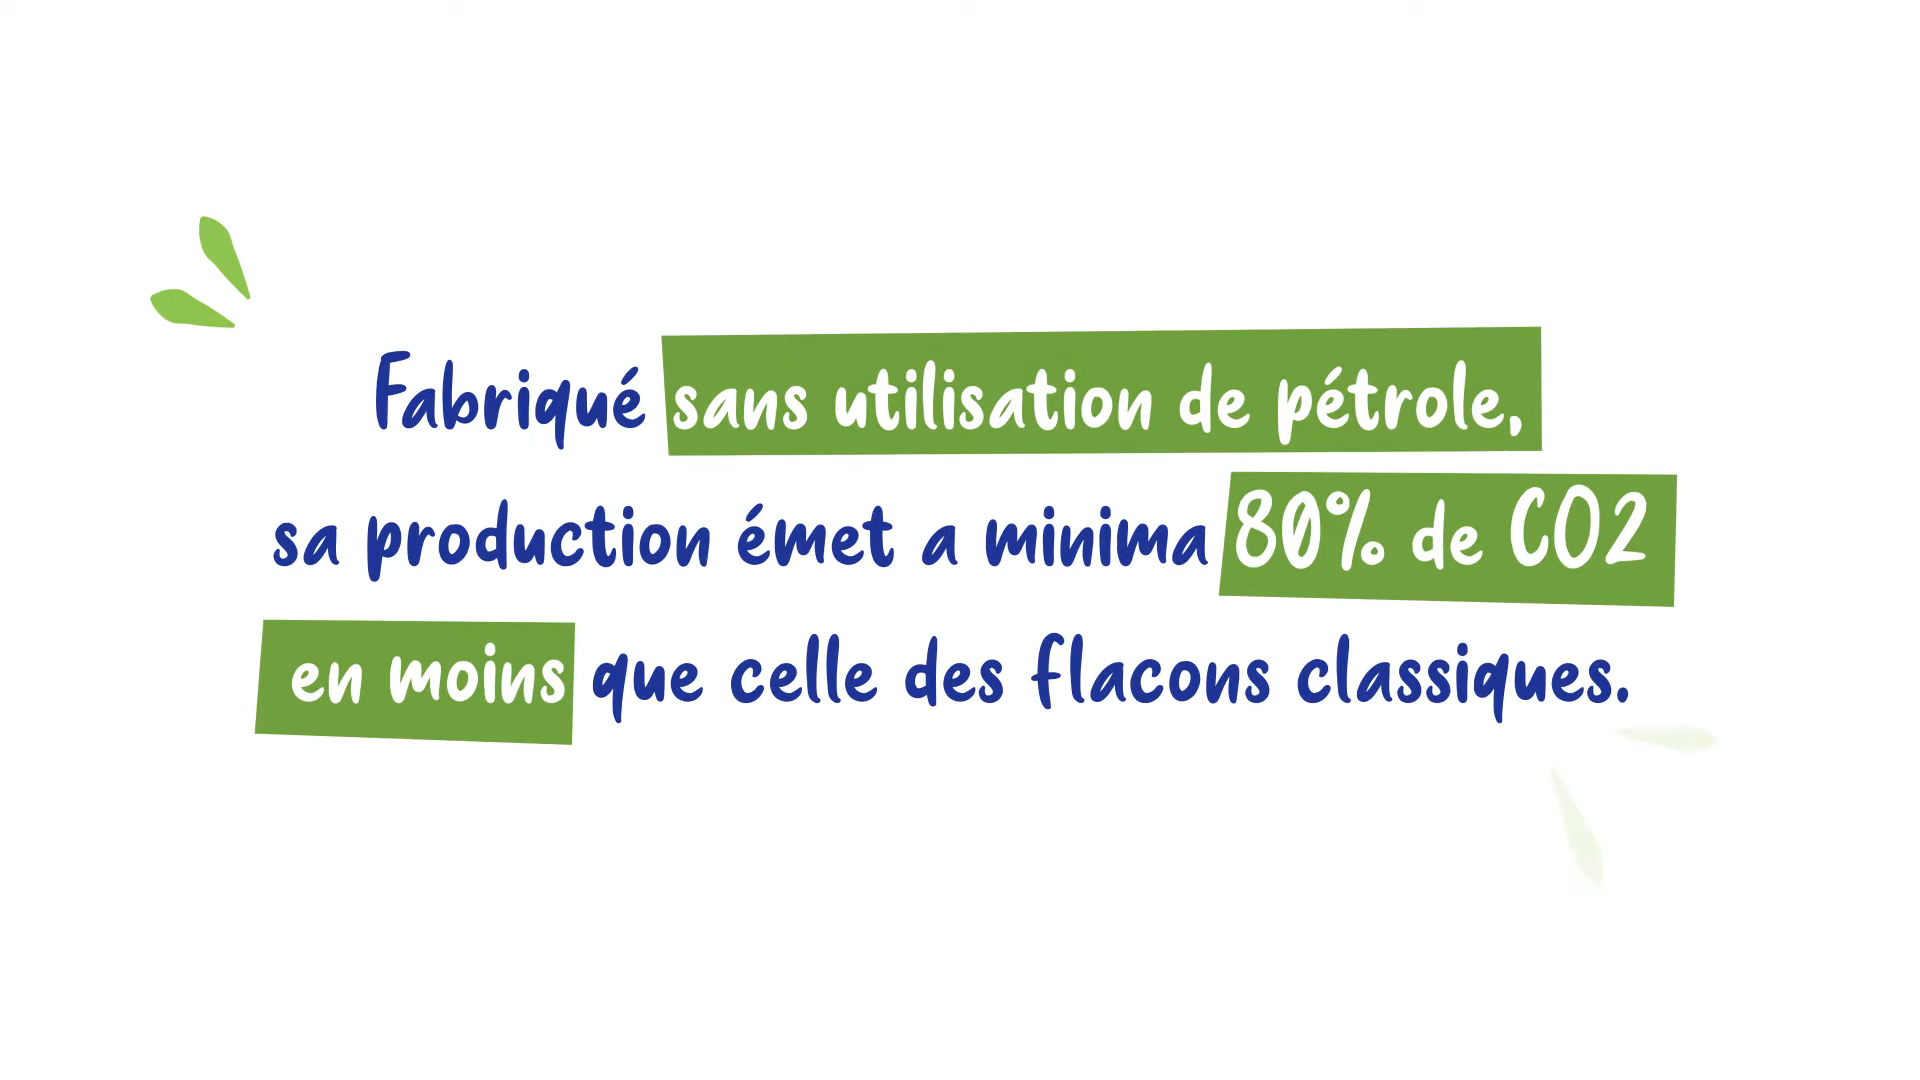 Fabriqué sans utilisation de pétrole,
sa production émet a minima 80% de CO2
en moins que celle des flacons classiques.